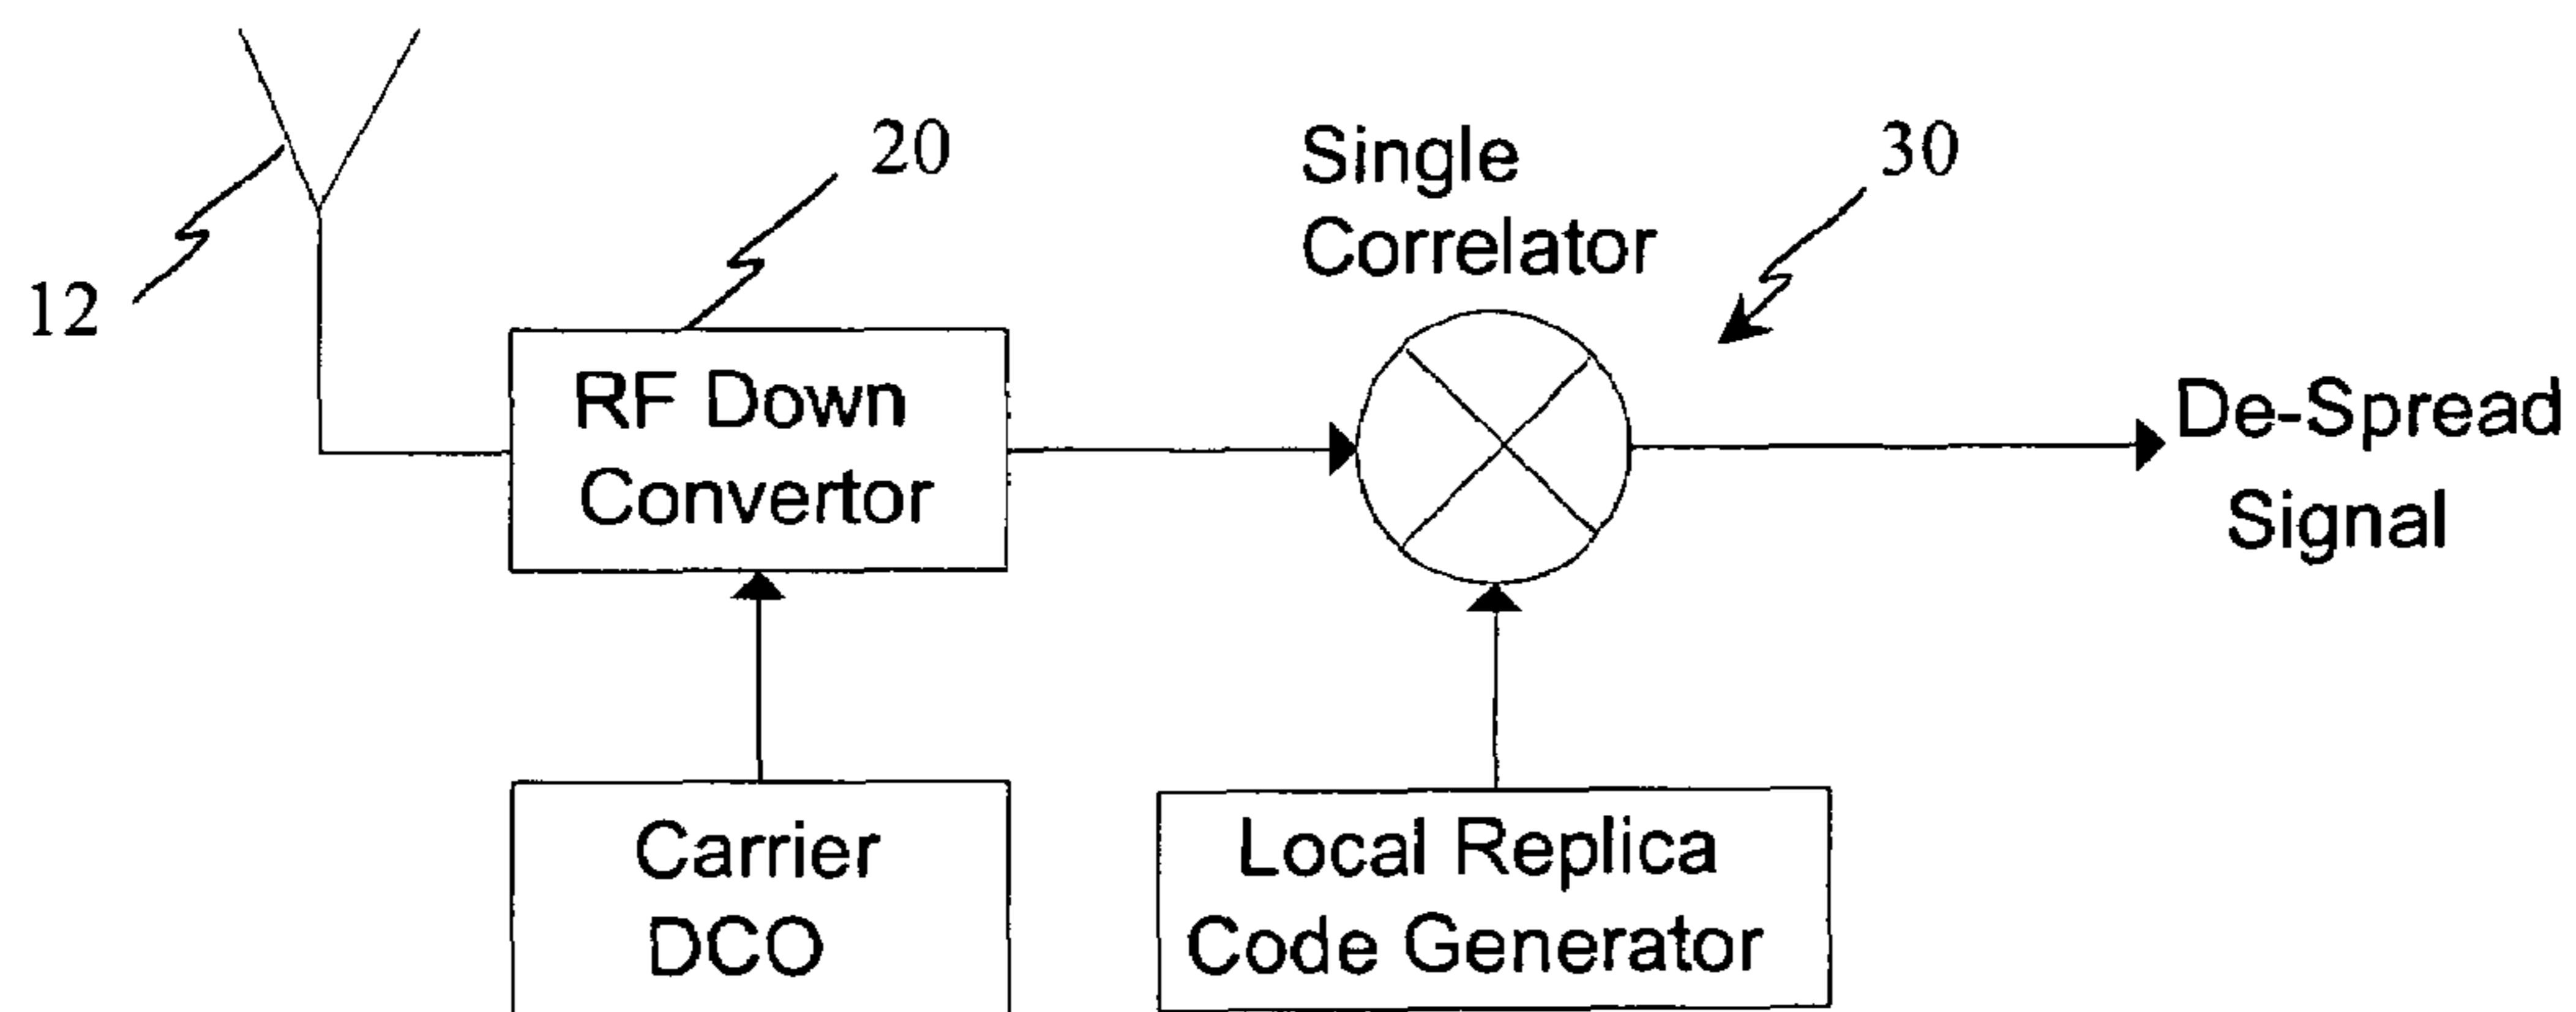 12
20
RF Down
Convertor
Carrier
DCO
Single
Correlator
30
Local Replica
Code Generator
De-Spread
Signal